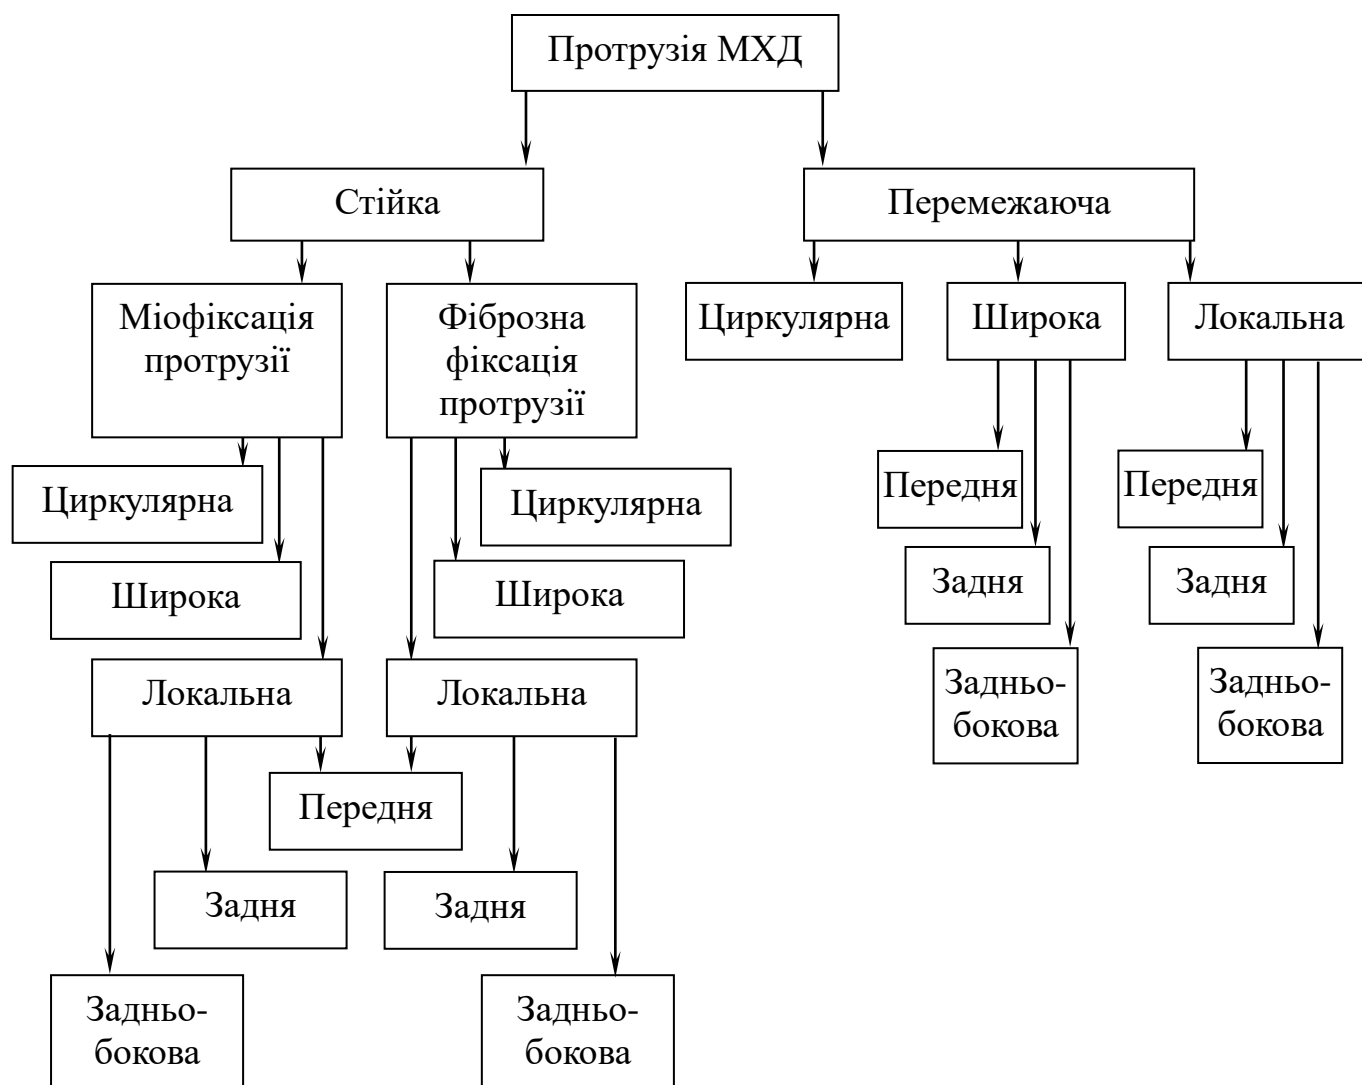 Протрузія МХД
Стійка
Перемежаюча
Міофіксація
протрузії
Фіброзна
фіксація
протрузії
Циркулярна
Широка
Локальна
Циркулярна
Циркулярна
Передня
Передня
Широка
Широка
Задня
Задня
Локальна
Локальна
Задньо-
бокова
Задньо-
бокова
Передня
Задня
Задня
Задньо-
бокова
Задньо-
бокова